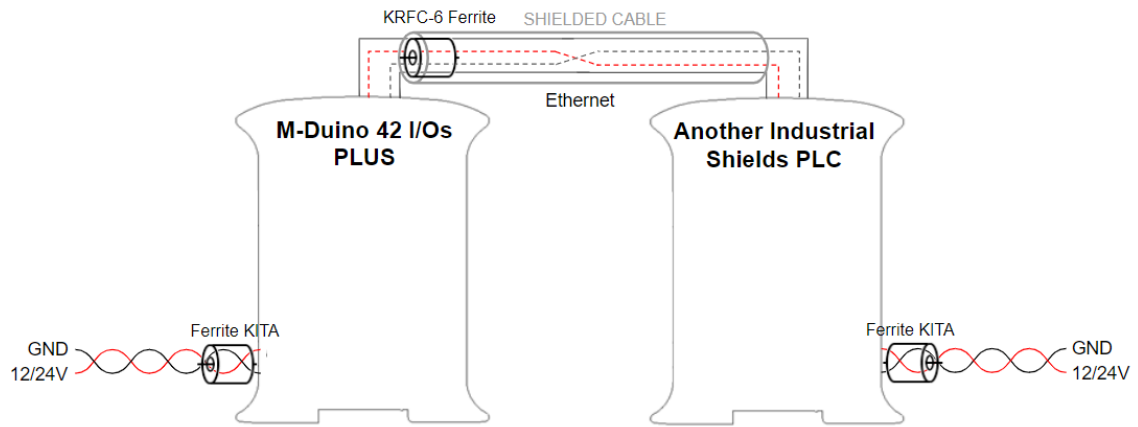 KRFC-6 Ferrite
SHIELDED CABLE
Ethernet
M-Duino 42 I/Os
PLUS
Another Industrial
Shields PLC
Ferrite KITA
GND
12/24V
Ferrite KITA
GND
12/24V